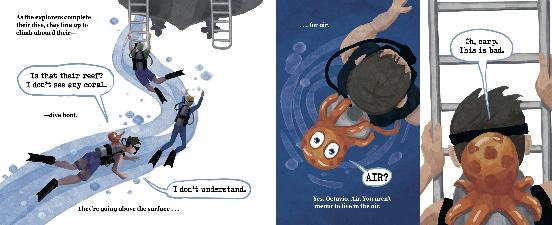 As the explorers complete
their dive, they line up to
climb aboard their—
Is that their reef?
I don't see any coral.
—dive boat.
I don't understand.
They're going above the surface . . .
. . . for air.
AIR?
Yes, Octavio. Air. You aren't
meant to live in the air.
Oh, carp.
This is bad.